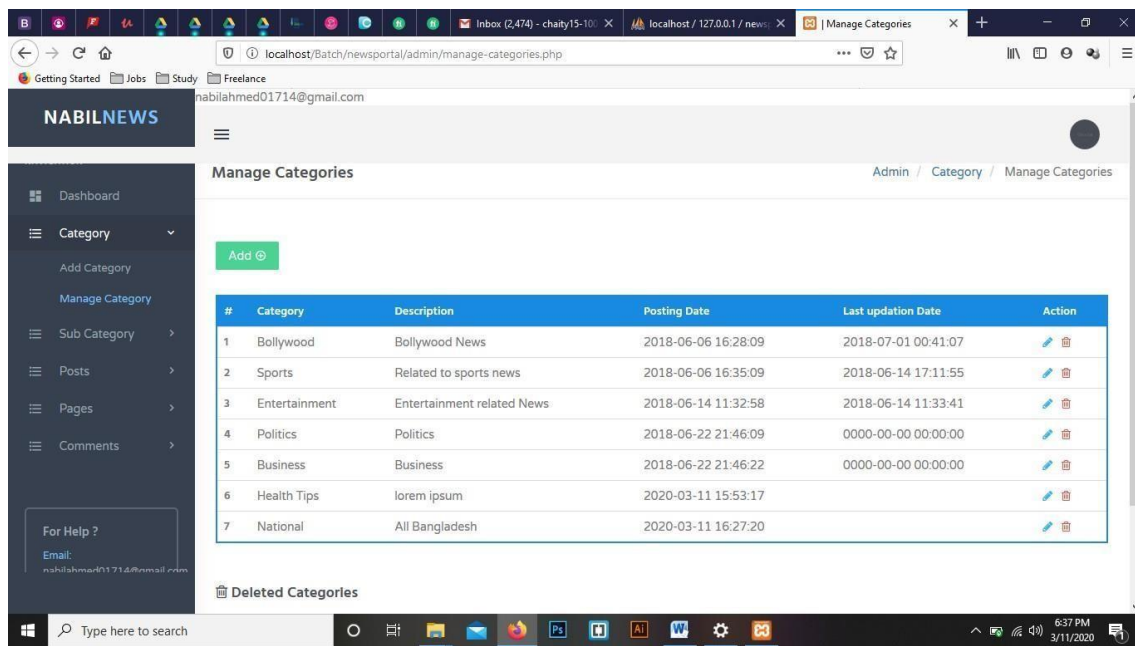 Inbox (2,474) - chaity15-100
localhost / 127.0.0.1 / news
| Manage Categories
localhost/Batch/newsportal/admin/manage-categories.php
Getting Started Jobs Study Freelance
nabilahmed01714@gmail.com
NABILNEWS
Manage Categories
Admin / Category / Manage Categories
Dashboard
Category
Add Category
Manage Category
Sub Category
Posts
Pages
Comments
For Help ?
Email:
nabilahmed01714@gmail.com
Add
# Category Description Posting Date Last updation Date Action
1 Bollywood Bollywood News 2018-06-06 16:28:09 2018-07-01 00:41:07
2 Sports Related to sports news 2018-06-06 16:35:09 2018-06-14 17:11:55
3 Entertainment Entertainment related News 2018-06-14 11:32:58 2018-06-14 11:33:41
4 Politics Politics 2018-06-22 21:46:09 0000-00-00 00:00:00
5 Business Business 2018-06-22 21:46:22 0000-00-00 00:00:00
6 Health Tips lorem ipsum 2020-03-11 15:53:17
7 National All Bangladesh 2020-03-11 16:27:20
Deleted Categories
Type here to search
Ps
Ai
W
6:37 PM
3/11/2020